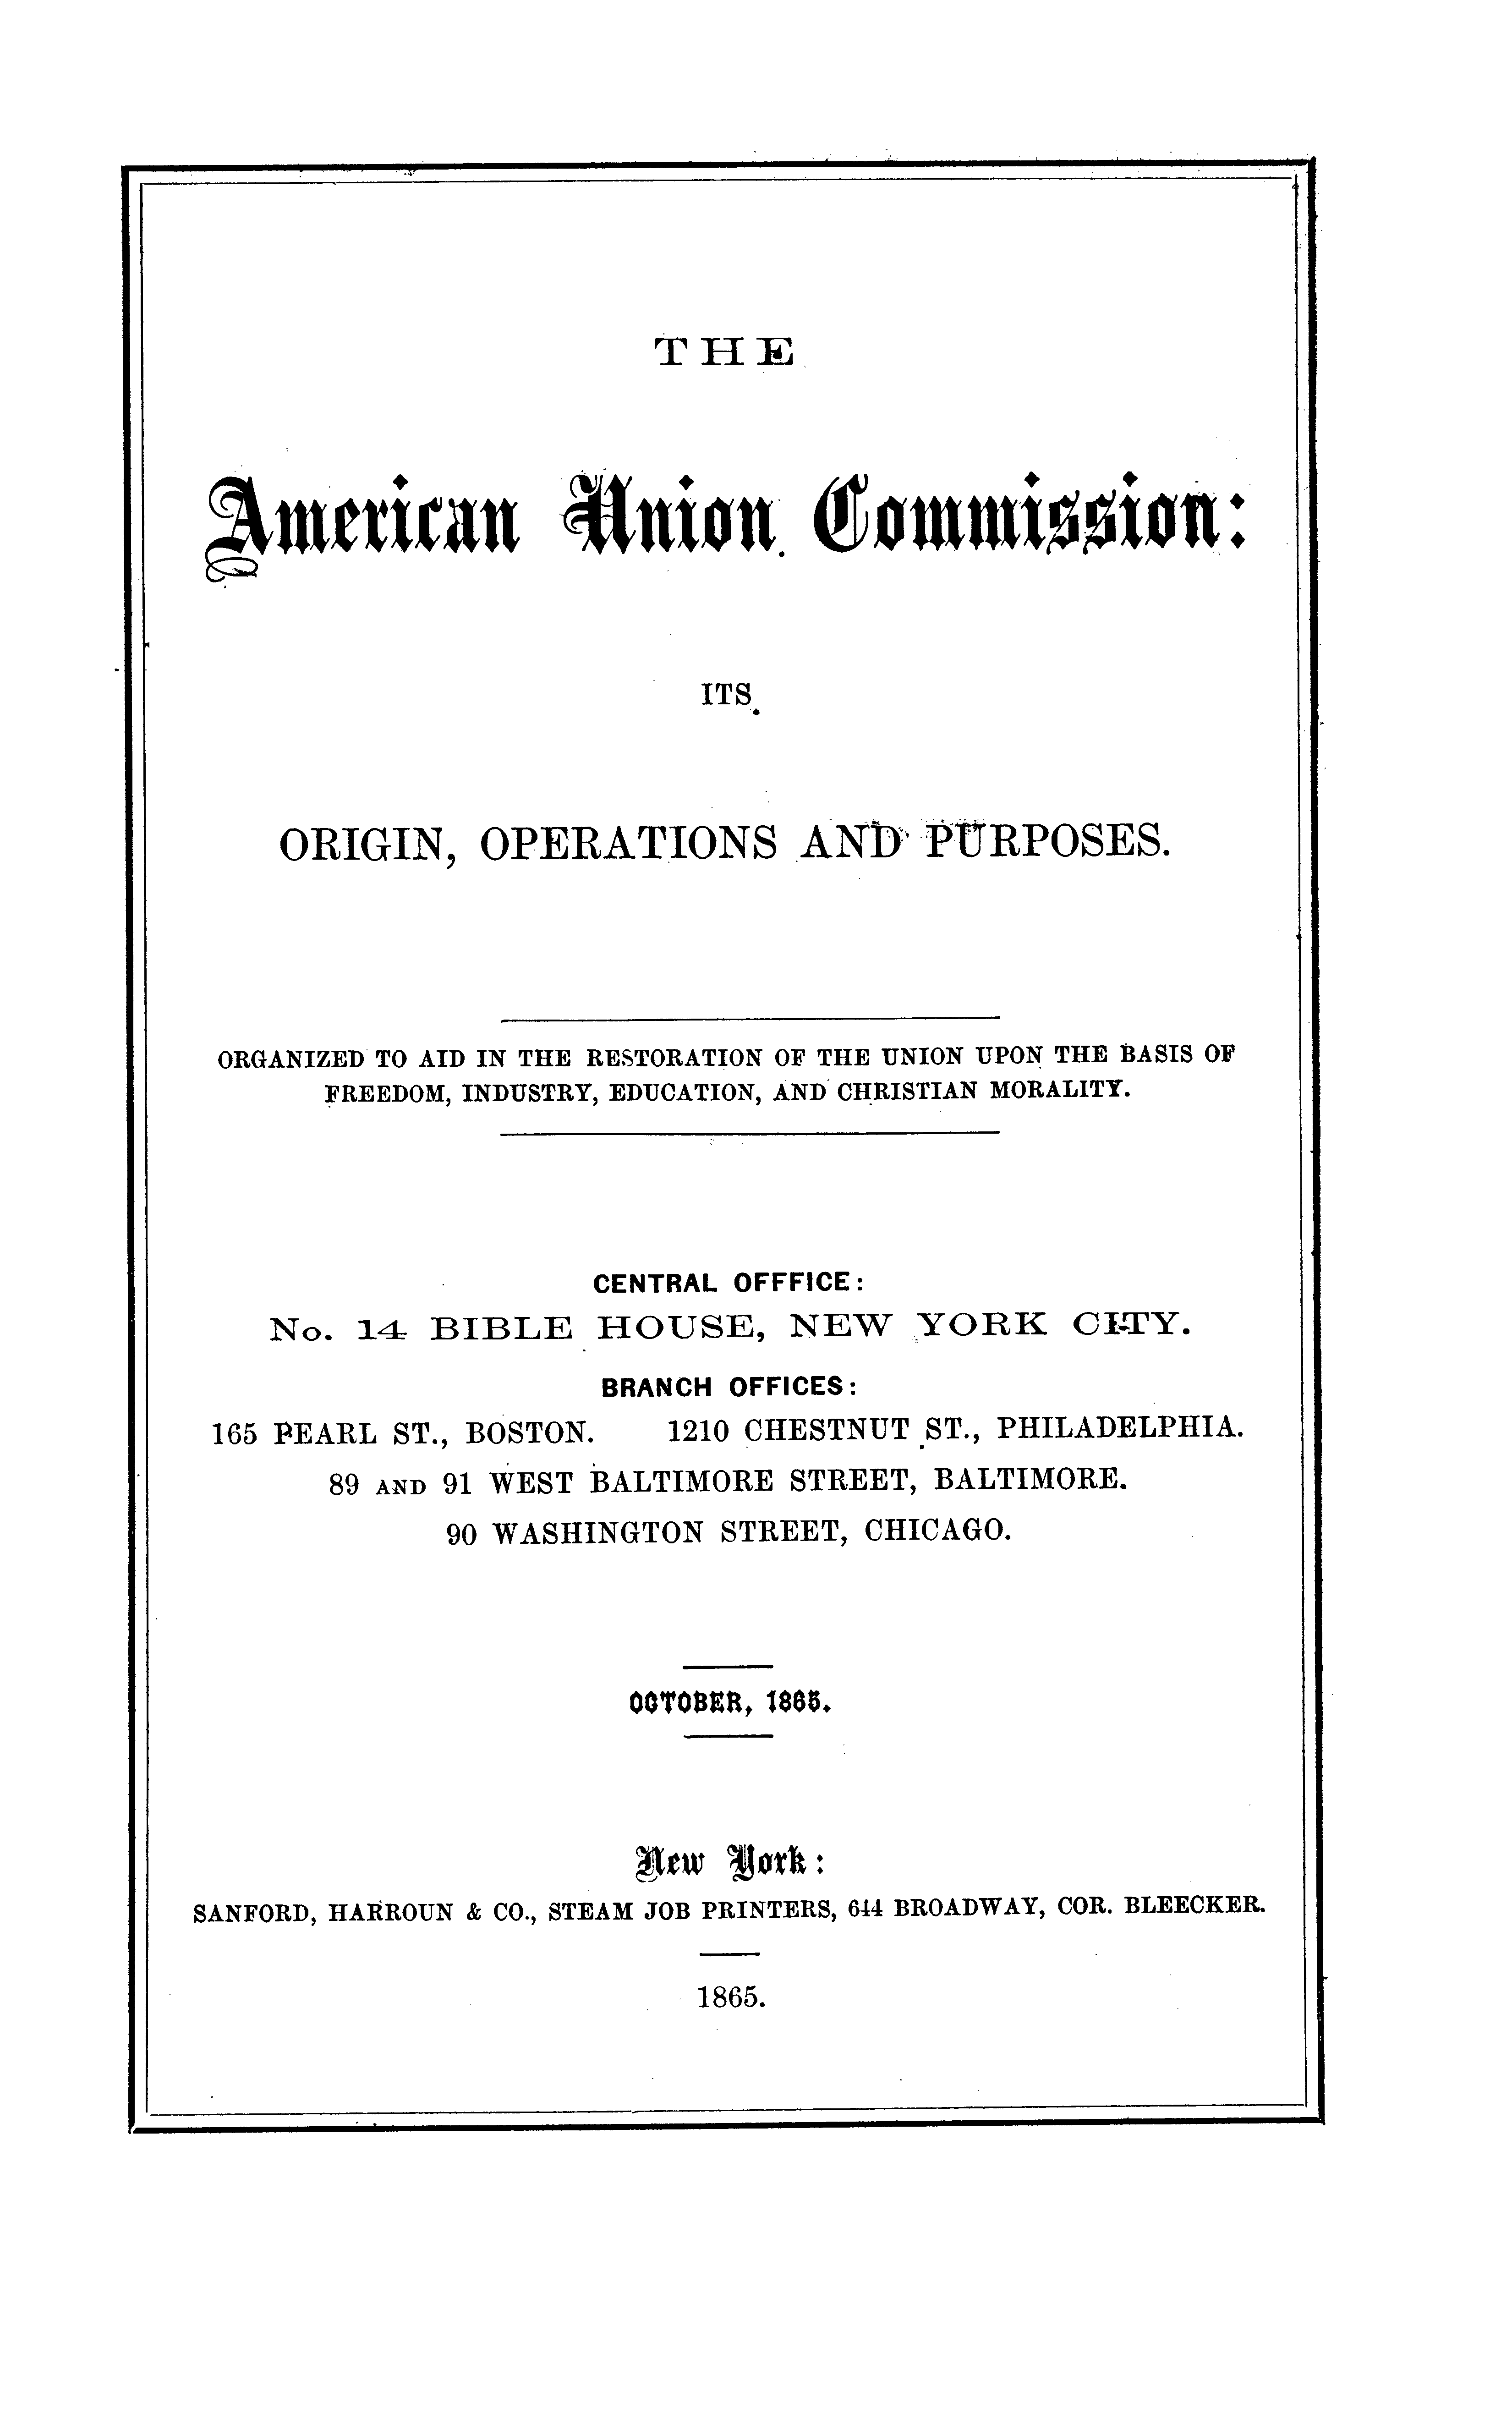 THE
American Union Commission:
ITS
ORIGIN, OPERATIONS AND PURPOSES.
ORGANIZED TO AID IN THE RESTORATION OF THE UNION UPON THE BASIS OF
FREEDOM, INDUSTRY, EDUCATION, AND CHRISTIAN MORALITY.
CENTRAL OFFFICE:
No. 14 BIBLE HOUSE, NEW YORK CITY.
BRANCH OFFICES:
165 PEARL ST., BOSTON. 1210 CHESTNUT ST., PHILADELPHIA.
89 AND 91 WEST BALTIMORE STREET, BALTIMORE.
90 WASHINGTON STREET, CHICAGO.
OCTOBER, 1865.
New York:
SANFORD, HARROUN & CO., STEAM JOB PRINTERS, 644 BROADWAY, COR. BLEECKER.
1865.